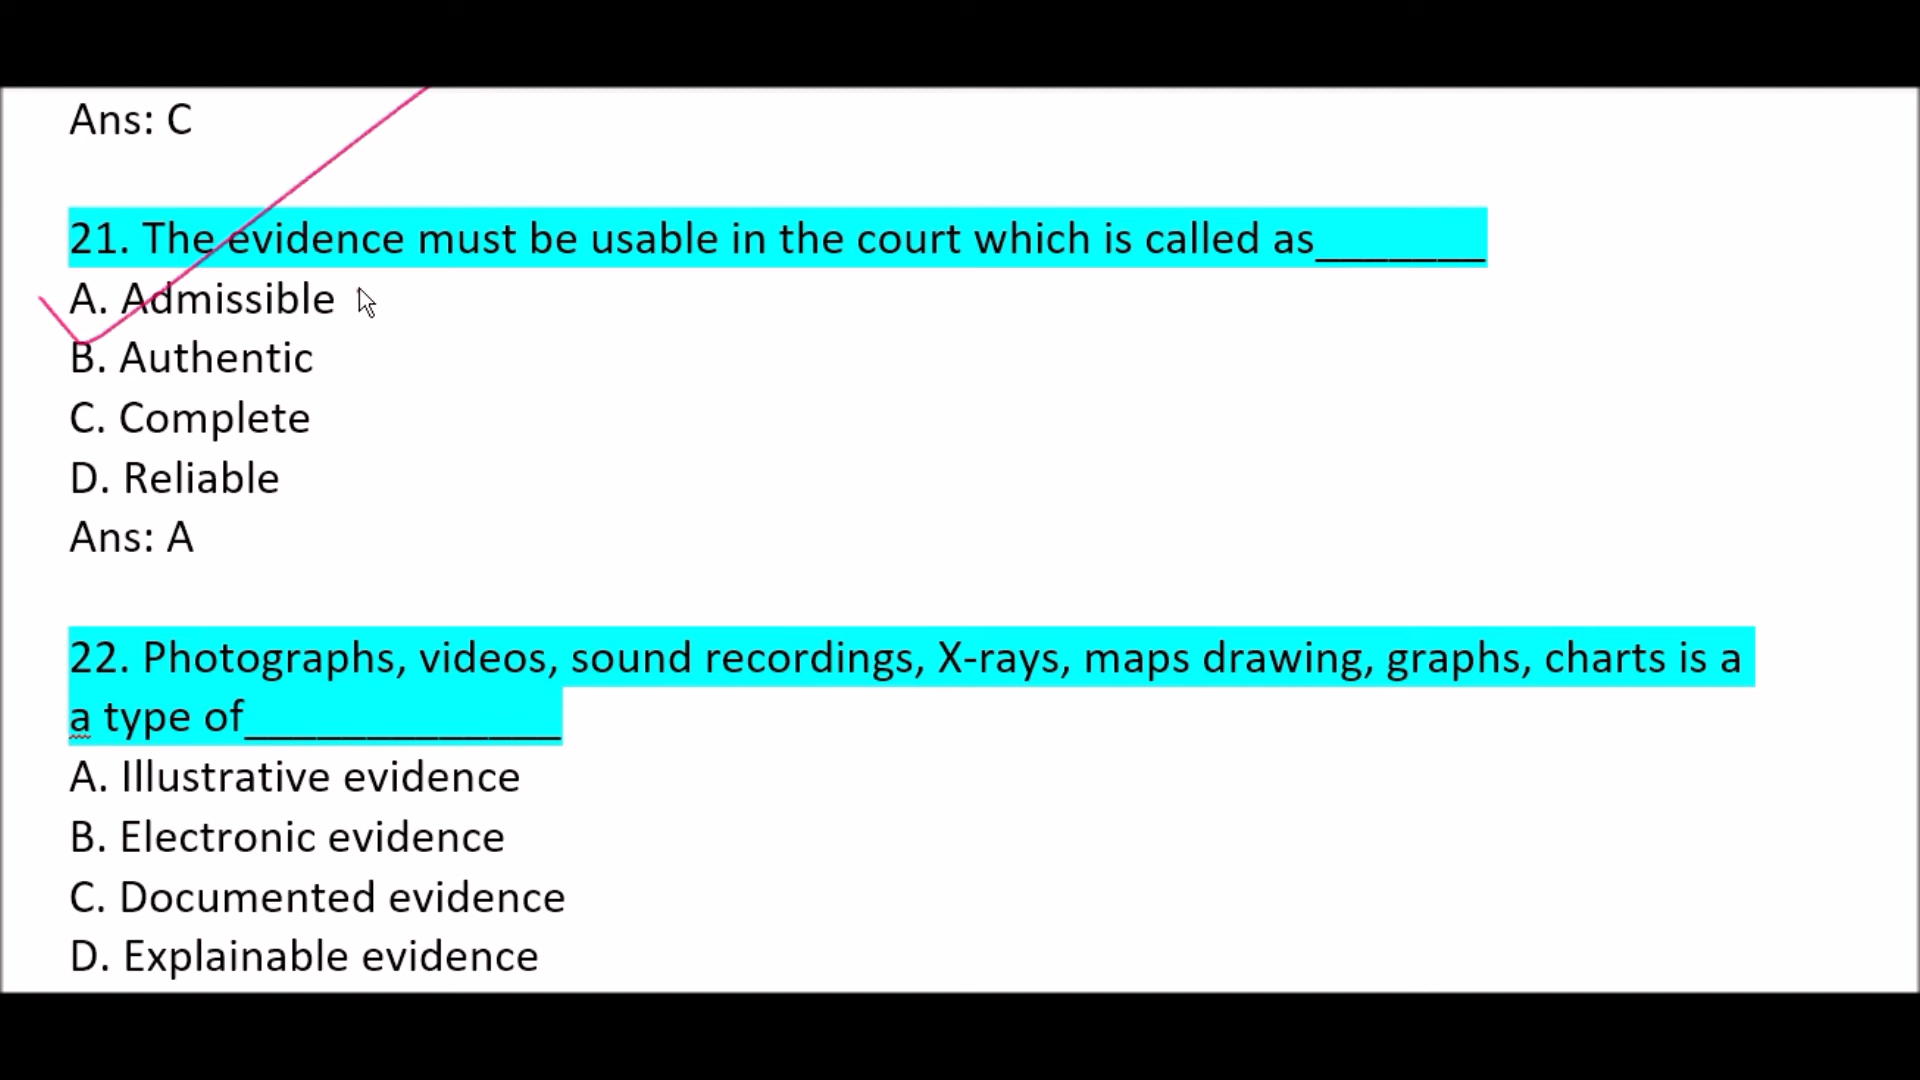 Ans: C
21. The evidence must be usable in the court which is called as_______
A. Admissible
B. Authentic
C. Complete
D. Reliable
Ans: A
22. Photographs, videos, sound recordings, X-rays, maps drawing, graphs, charts is a
a type of_____________
A. Illustrative evidence
B. Electronic evidence
C. Documented evidence
D. Explainable evidence